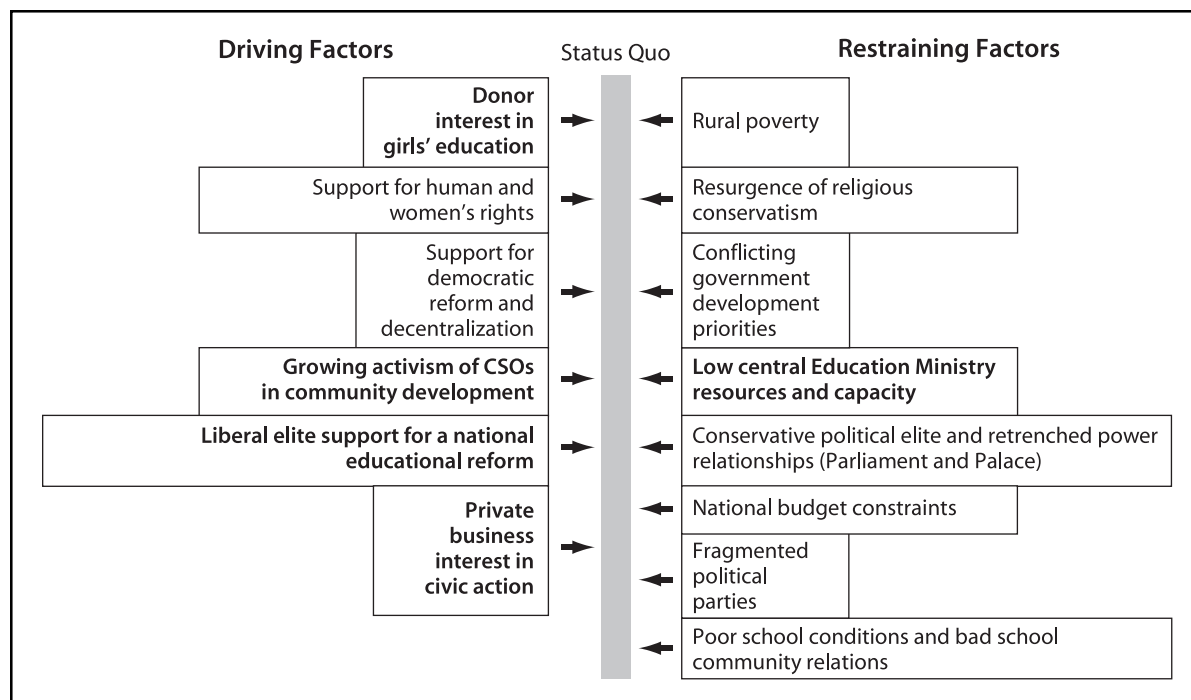 Driving Factors
Status Quo
Restraining Factors
Donor
interest in
girls’ education
Rural poverty
Support for human and
women’s rights
Resurgence of religious
conservatism
Support for
democratic
reform and
decentralization
Conflicting
government
development
priorities
Growing activism of CSOs
in community development
Low central Education Ministry
resources and capacity
Liberal elite support for a national
educational reform
Conservative political elite and retrenched power
relationships (Parliament and Palace)
Private
business
interest in
civic action
National budget constraints
Fragmented
political
parties
Poor school conditions and bad school
community relations